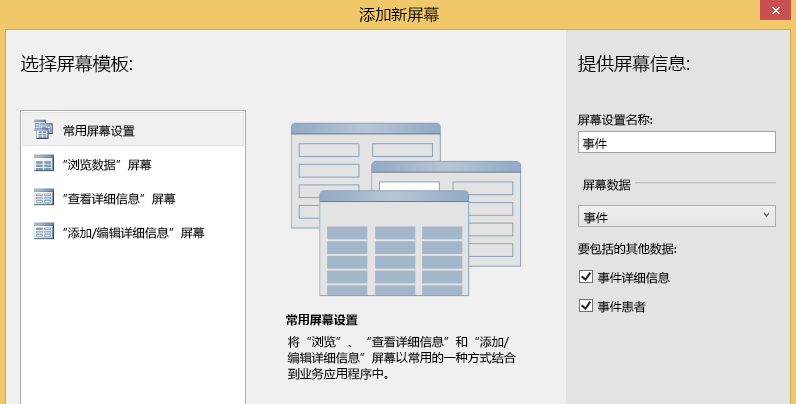 添加新屏幕
选择屏幕模板:
常用屏幕设置
“浏览数据”屏幕
“查看详细信息”屏幕
“添加/编辑详细信息”屏幕
常用屏幕设置
将“浏览”、“查看详细信息”和“添加/
编辑详细信息”屏幕以常用的一种方式结合
到业务应用程序中。
提供屏幕信息:
屏幕设置名称:
事件
屏幕数据
事件
要包括的其他数据:
事件详细信息
事件患者